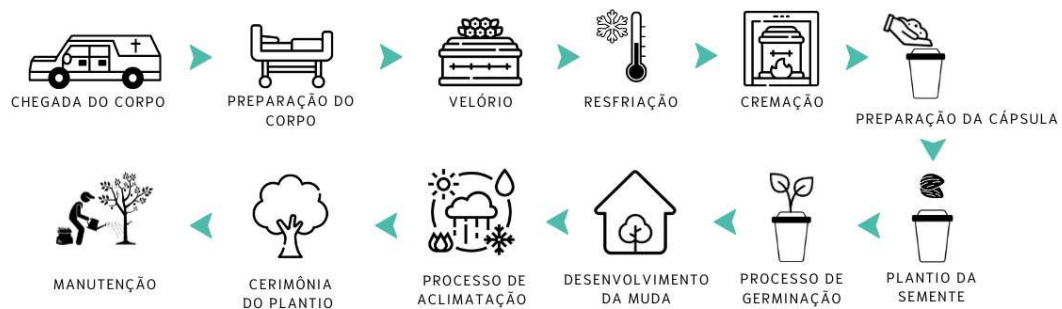 CHEGADA DO CORPO
PREPARAÇÃO DO
CORPO
VELÓRIO
RESFRIAÇÃO
CREMAÇÃO
PREPARAÇÃO DA CÁPSULA
PLANTIO DA
SEMENTE
PROCESSO DE
GERMINAÇÃO
DESENVOLVIMENTO
DA MUDA
PROCESSO DE
ACLIMATAÇÃO
CERIMÔNIA
DO PLANTIO
MANUTENÇÃO